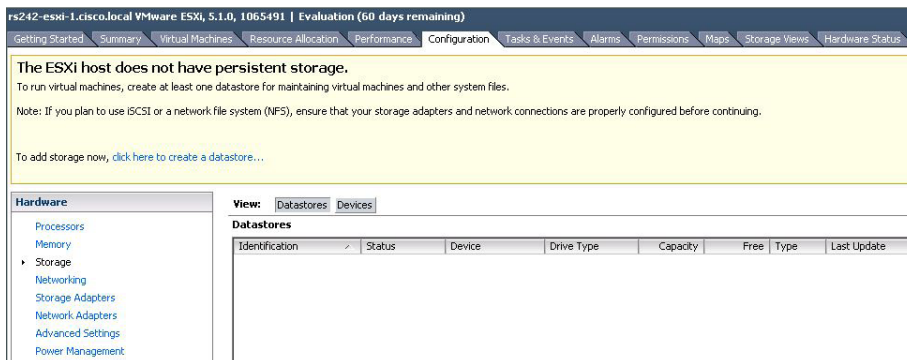 rs242-esxi-1.cisco.local VMware ESXi, 5.1.0, 1065491 | Evaluation (60 days remaining)
Getting Started Summary Virtual Machines Resource Allocation Performance Configuration Tasks & Events Alarms Permissions Maps Storage Views Hardware Status
The ESXi host does not have persistent storage.
To run virtual machines, create at least one datastore for maintaining virtual machines and other system files.
Note: If you plan to use iSCSI or a network file system (NFS), ensure that your storage adapters and network connections are properly configured before continuing.
To add storage now, click here to create a datastore...
Hardware
Processors
Memory
Storage
Networking
Storage Adapters
Network Adapters
Advanced Settings
Power Management
View: Datastores Devices
Datastores
Identification Status Device Drive Type Capacity Free Type Last Update